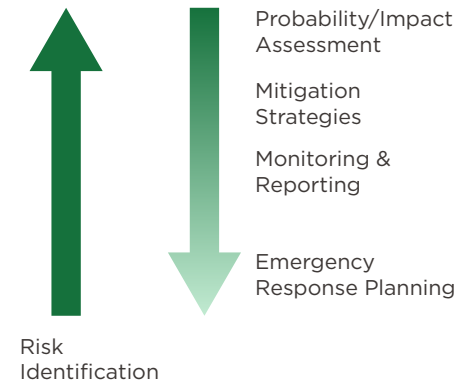 Probability/Impact
Assessment
Mitigation
Strategies
Monitoring &
Reporting
Emergency
Response Planning
Risk
Identification